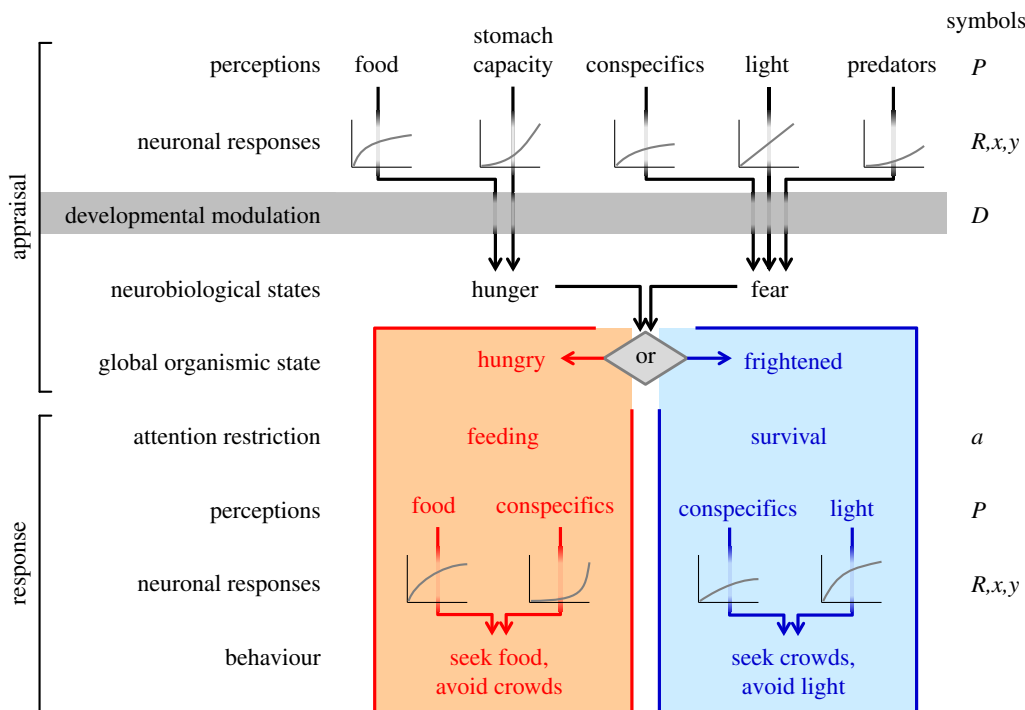 symbols
perceptions food stomach capacity conspecifics light predators P
neuronal responses R,x,y
appraisal
developmental modulation D
neurobiological states hunger fear
global organismic state hungry or frightened
attention restriction feeding survival a
perceptions food conspecifics conspecifics light P
response
neuronal responses R,x,y
behaviour seek food, seek crowds,
avoid crowds avoid light